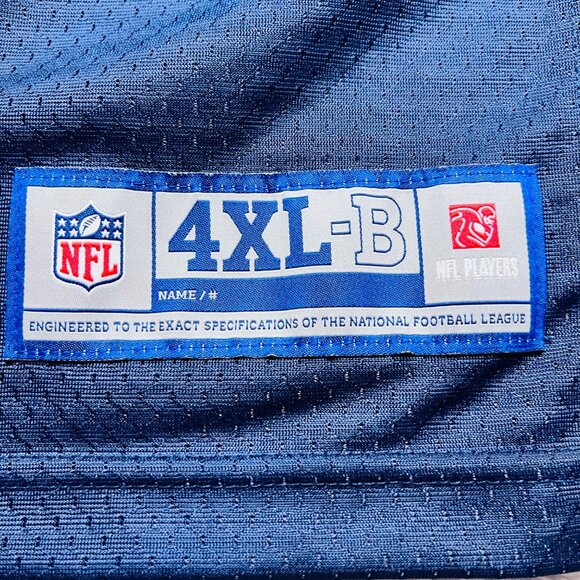 NFL
4XL-B
NFL PLAYERS
NAME / #
ENGINEERED TO THE EXACT SPECIFICATIONS OF THE NATIONAL FOOTBALL LEAGUE